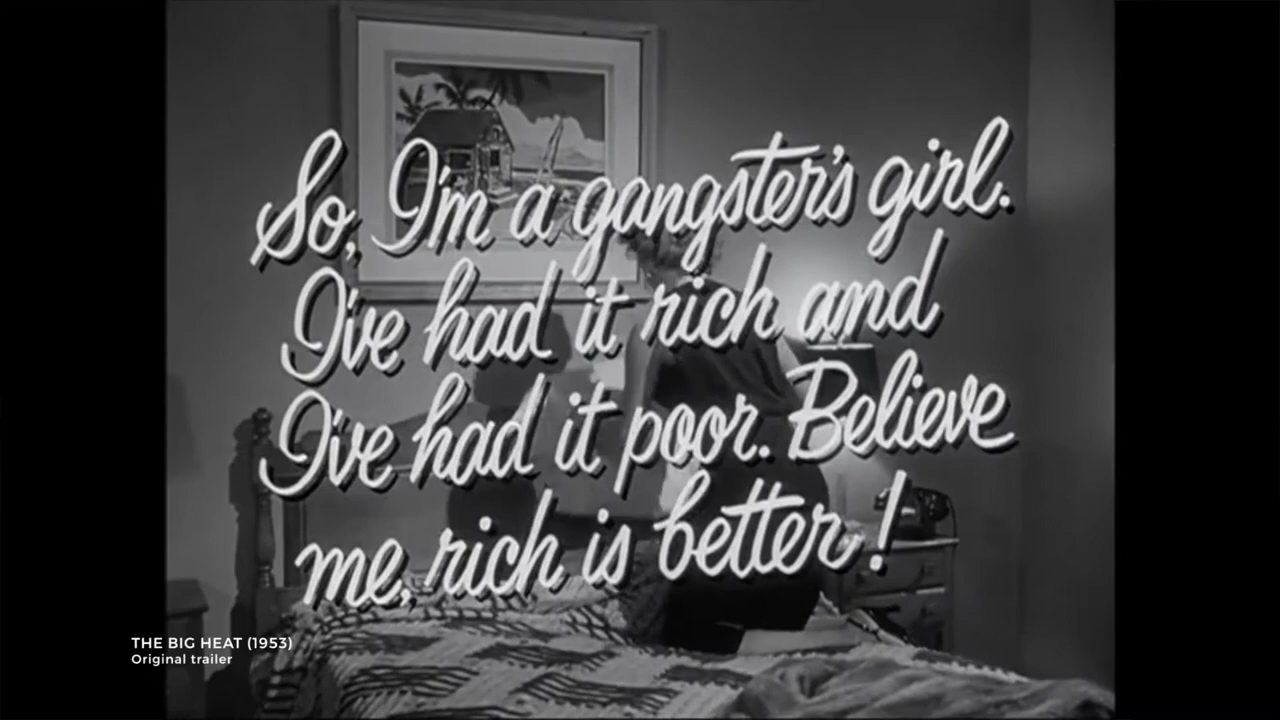 So, I'm a gangster's girl.
I've had it rich and
I've had it poor. Believe
me, rich is better!
THE BIG HEAT (1953)
Original trailer